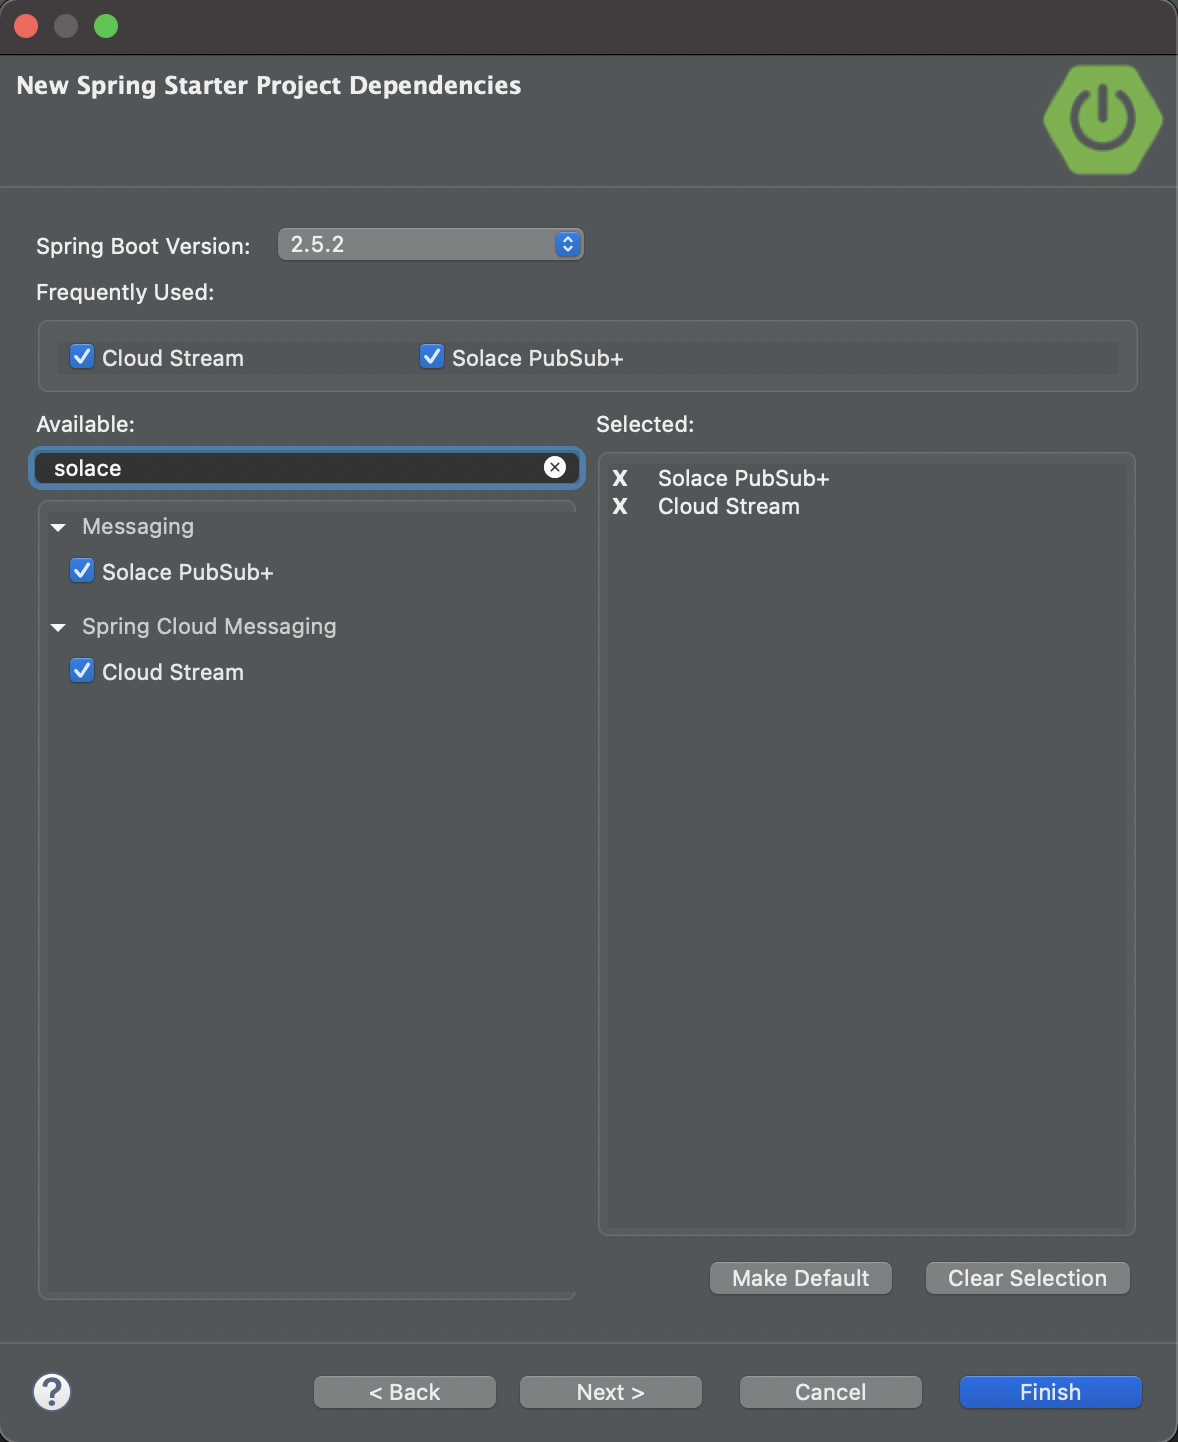 New Spring Starter Project Dependencies
Spring Boot Version: 2.5.2
Frequently Used:
Cloud Stream Solace PubSub+
Available:
solace
Messaging
Solace PubSub+
Spring Cloud Messaging
Cloud Stream
Selected:
X Solace PubSub+
X Cloud Stream
Make Default Clear Selection
? < Back Next > Cancel Finish